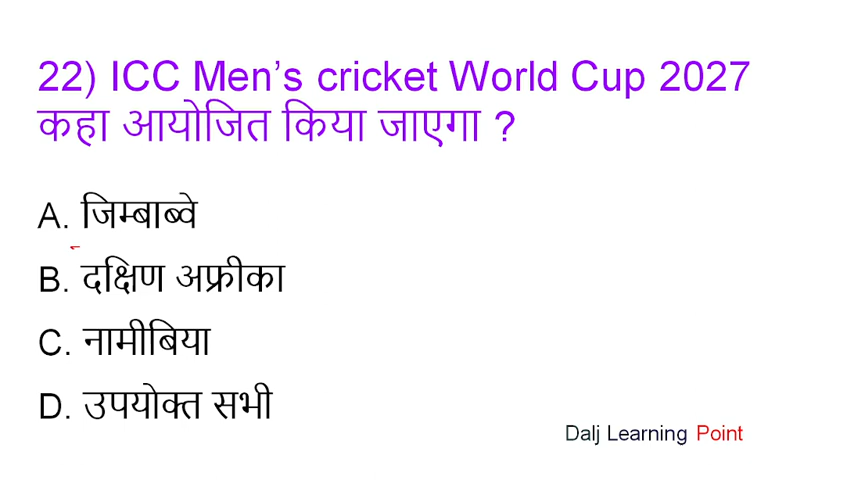 22) ICC Men’s cricket World Cup 2027
कहा आयोजित किया जाएगा ?
A. जिम्बाब्वे
B. दक्षिण अफ्रीका
C. नामीबिया
D. उपयोक्त सभी
Dalj Learning Point